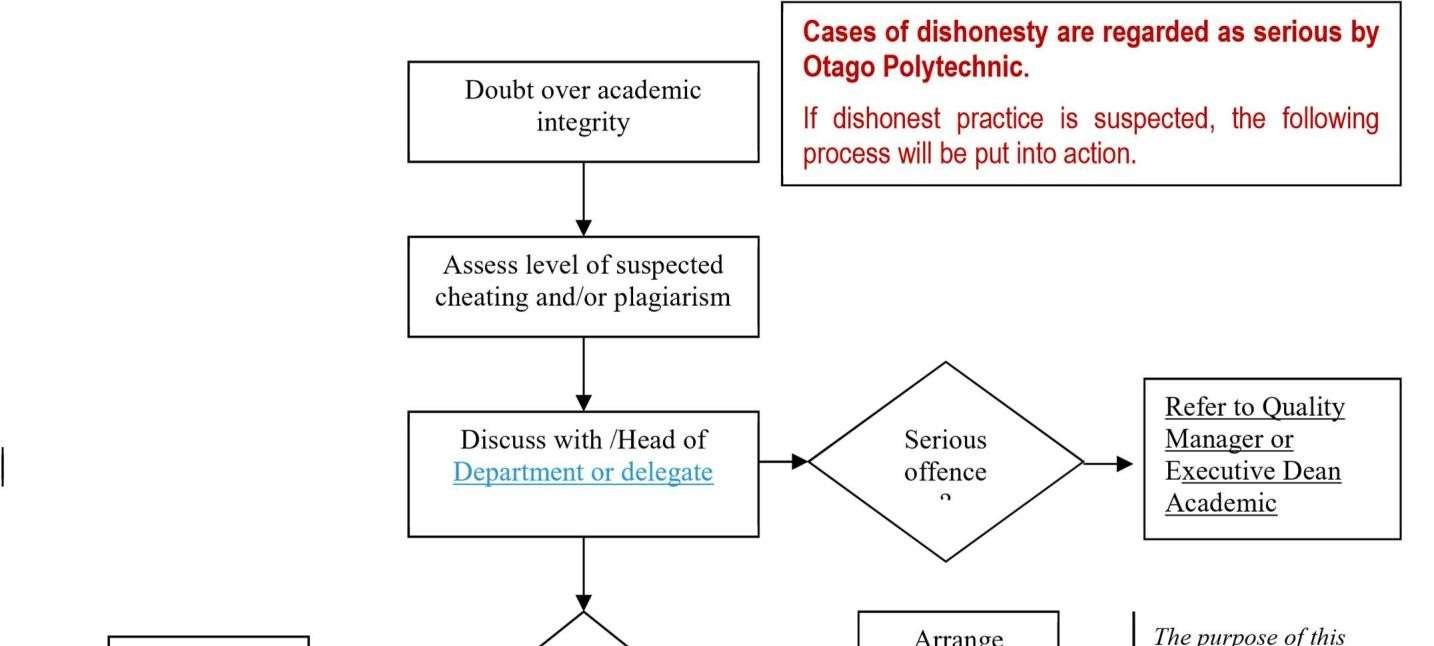 Cases of dishonesty are regarded as serious by
Otago Polytechnic.
If dishonest practice is suspected, the following
process will be put into action.
Doubt over academic
integrity
Assess level of suspected
cheating and/or plagiarism
Discuss with /Head of
Department or delegate
Serious
offence
?
Refer to Quality
Manager or
Executive Dean
Academic
Arrange
The purpose of this